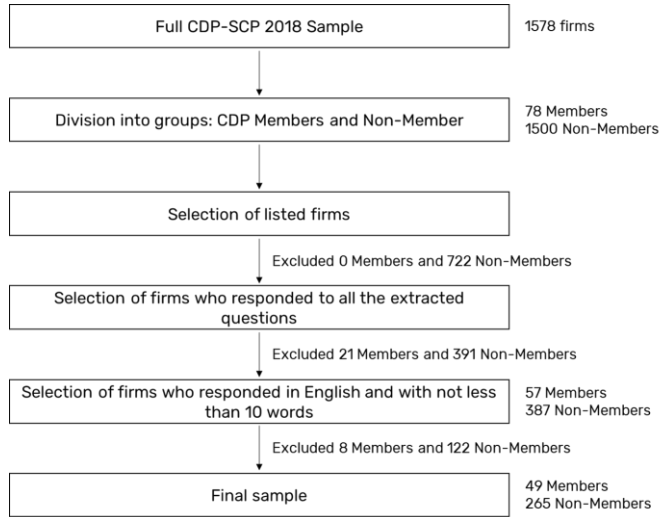 Full CDP-SCP 2018 Sample
1578 firms
Division into groups: CDP Members and Non-Member
78 Members
1500 Non-Members
Selection of listed firms
Excluded 0 Members and 722 Non-Members
Selection of firms who responded to all the extracted
questions
Excluded 21 Members and 391 Non-Members
Selection of firms who responded in English and with not less
than 10 words
57 Members
387 Non-Members
Excluded 8 Members and 122 Non-Members
Final sample
49 Members
265 Non-Members